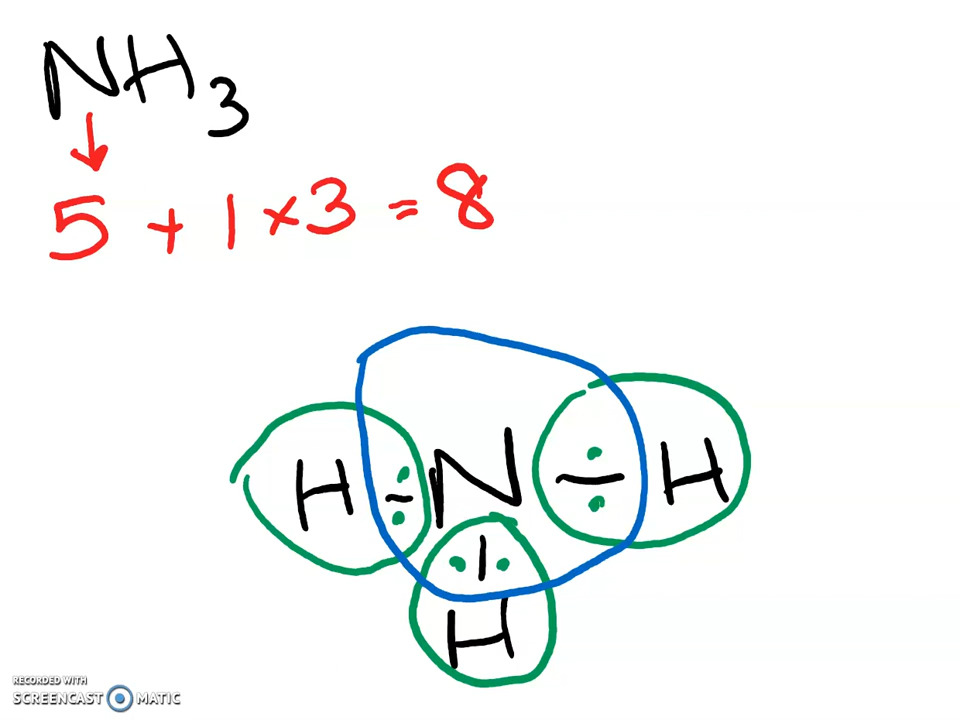 NH3
5 + 1 × 3 = 8
H N H
H
RECORDED WITH
SCREENCAST MATIC